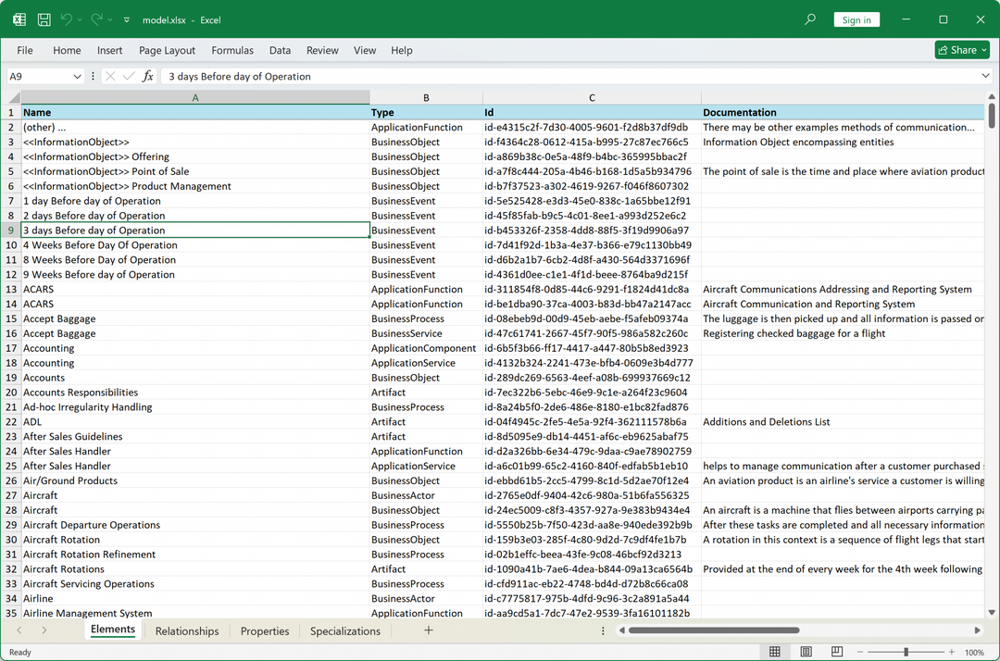 model.xlsx - Excel
Sign in
File Home Insert Page Layout Formulas Data Review View Help
Share
A9 fx 3 days Before day of Operation
A B C
1 Name Type Id Documentation
2 (other) ... ApplicationFunction id-e4315c2f-7d30-4005-9601-f2d8b37df9db There may be other examples methods of communication...
3 <<InformationObject>> BusinessObject id-f4364c28-0612-415a-b995-27c87ec766c5 Information Object encompassing entities
4 <<InformationObject>> Offering BusinessObject id-a869b38c-0e5a-48f9-b4bc-365995bbac2f
5 <<InformationObject>> Point of Sale BusinessObject id-a7f8c444-205a-4b46-b168-1d5a5b934796 The point of sale is the time and place where aviation product
6 <<InformationObject>> Product Management BusinessObject id-b7f37523-a302-4619-9267-f046f8607302
7 1 day Before day of Operation BusinessEvent id-5e525428-e3d3-45e0-838c-1a65bbe12f91
8 2 days Before day of Operation BusinessEvent id-45f85fab-b9c5-4c01-8ee1-a993d252e6c2
9 3 days Before day of Operation BusinessEvent id-b453326f-2358-4dd8-88f5-3f19d9906a97
10 4 Weeks Before Day Of Operation BusinessEvent id-7d41f92d-1b3a-4e37-b366-e79c1130bb49
11 8 Weeks Before Day of Operation BusinessEvent id-d6b2a1b7-6cb2-4d8f-a430-564d3371696f
12 9 Weeks Before day of Operation BusinessEvent id-4361d0ee-c1e1-4f1d-beee-8764ba9d215f
13 ACARS ApplicationFunction id-311854f8-0d85-44c6-9291-f1824d41dc8a Aircraft Communications Addressing and Reporting System
14 ACARS ApplicationFunction id-be1dba90-37ca-4003-b83d-bb47a2147acc Aircraft Communication and Reporting System
15 Accept Baggage BusinessProcess id-08ebeb9d-00d9-45eb-aebe-f5afeb09374a The luggage is then picked up and all information is passed or
16 Accept Baggage BusinessService id-47c61741-2667-45f7-90f5-986a582c260c Registering checked baggage for a flight
17 Accounting ApplicationComponent id-6b5f3b66-ff17-4417-a447-80b5b8ed3923
18 Accounting ApplicationService id-4132b324-2241-473e-bfb4-0609e3b4d777
19 Accounts BusinessObject id-289dc269-6563-4eef-a08b-699937669c12
20 Accounts Responsibilities Artifact id-7ec322b6-5ebc-46e9-9c1e-a264f23c9604
21 Ad-hoc Irregularity Handling BusinessProcess id-8a24b5f0-2de6-486e-8180-e1bc82fad876
22 ADL Artifact id-04f4945c-2fe5-4e5a-92f4-362111578b6a Additions and Deletions List
23 After Sales Guidelines Artifact id-8d5095e9-db14-4451-af6c-eb9625abaf75
24 After Sales Handler ApplicationFunction id-d2a326bb-6e34-479c-9daa-c9ae78902759
25 After Sales Handler ApplicationService id-a6c01b99-65c2-4160-840f-edfab5b1eb10 helps to manage communication after a customer purchased
26 Air/Ground Products BusinessObject id-ebbd61b5-2cc5-4799-8c1d-5d2ae70f12e4 An aviation product is an airline's service a customer is willing
27 Aircraft BusinessActor id-2765e0df-9404-42c6-980a-51b6fa556325
28 Aircraft BusinessObject id-24ec5009-c8f3-4357-927a-9e383b9434e4 An aircraft is a machine that flies between airports carrying pa
29 Aircraft Departure Operations BusinessProcess id-5550b25b-7f50-423d-aa8e-940ede392b9b After these tasks are completed and all necessary information
30 Aircraft Rotation BusinessObject id-159b3e03-285f-4c80-9d2d-7c9df4fe1b7b A rotation in this context is a sequence of flight legs that start
31 Aircraft Rotation Refinement BusinessProcess id-02b1effc-beea-43fe-9c08-46bcf92d3213
32 Aircraft Rotations Artifact id-1090a41b-7ae6-4dea-b844-09a13ca6564b Provided at the end of every week for the 4th week following
33 Aircraft Servicing Operations BusinessProcess id-cfd911ac-eb22-4748-bd4d-d72b8c66ca08
34 Airline BusinessActor id-c7775817-975b-4dfd-9c96-3c2a891a5a44
35 Airline Management System ApplicationFunction id-aa9cd5a1-7dc7-47e2-9539-3fa16101182b
Elements Relationships Properties Specializations +
Ready 100%